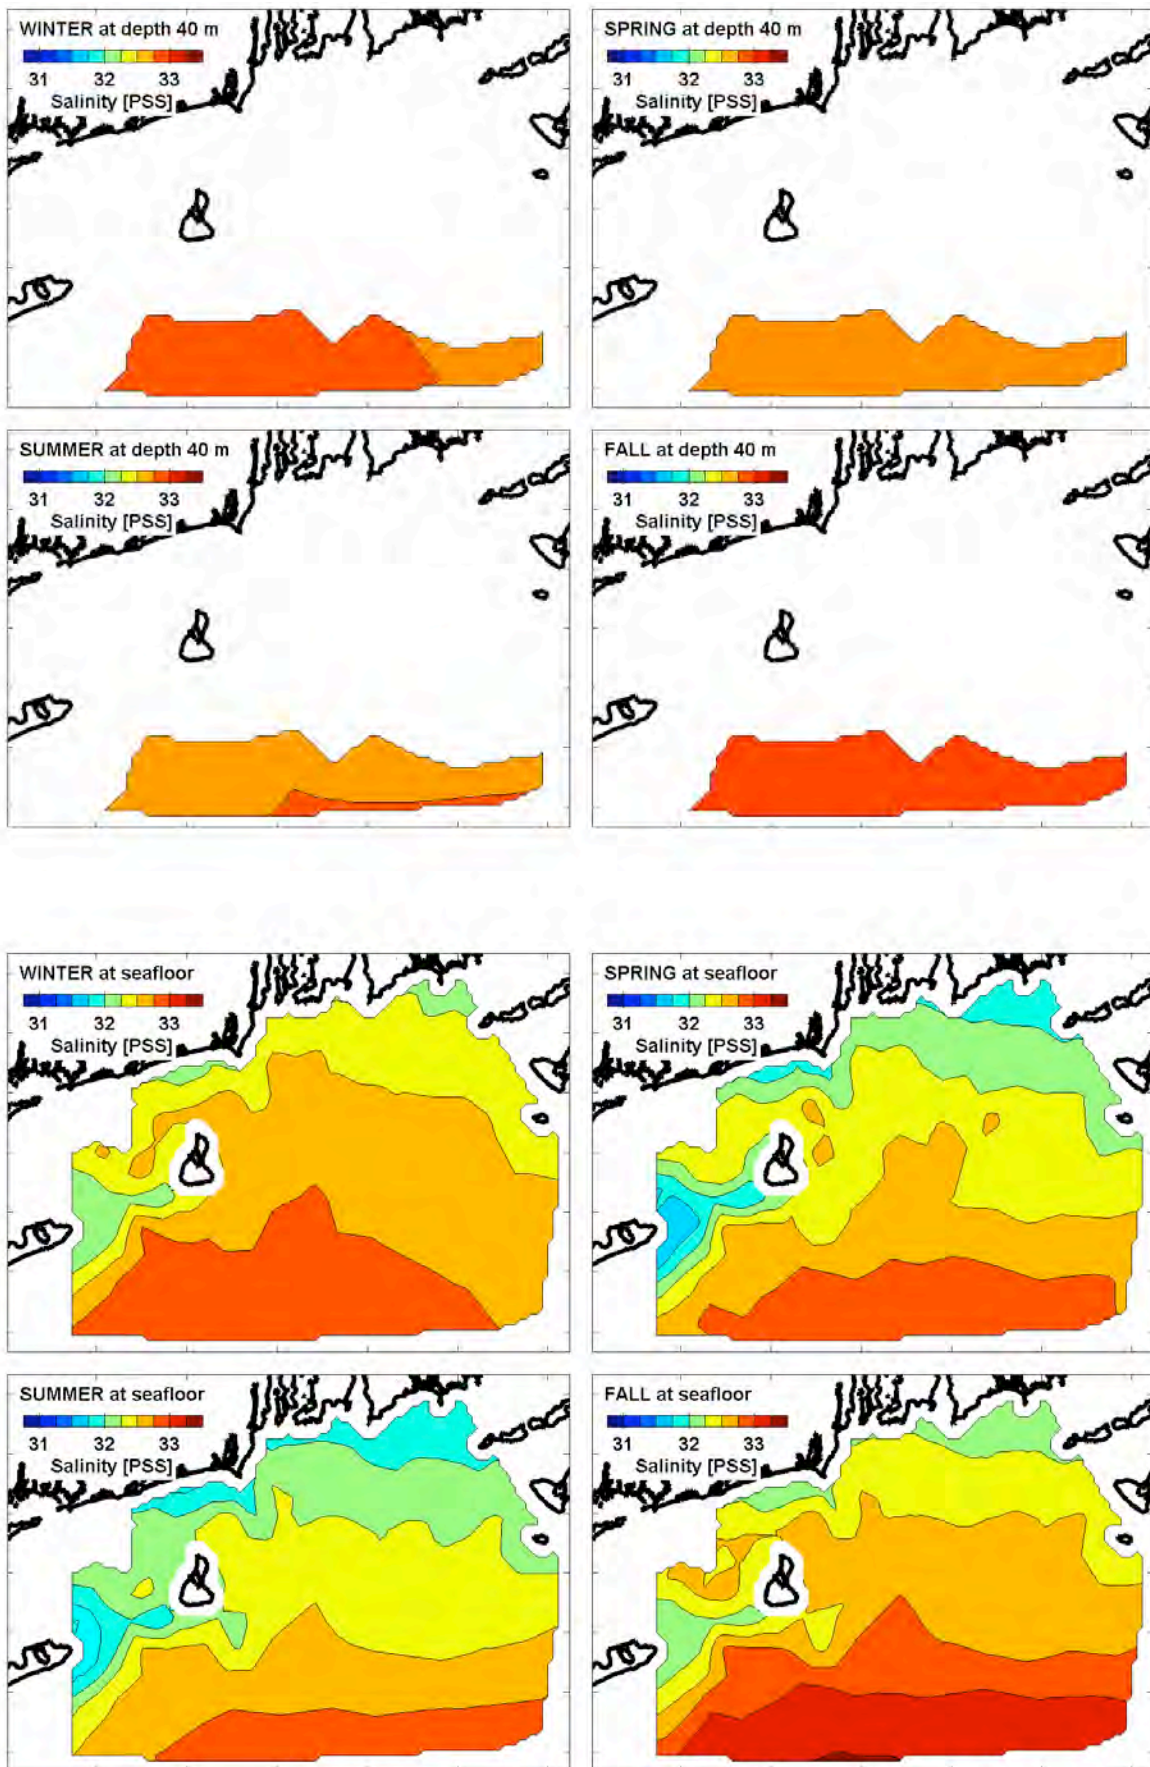 WINTER at depth 40 m
31 32 33
Salinity [PSS]
SPRING at depth 40 m
31 32 33
Salinity [PSS]
SUMMER at depth 40 m
31 32 33
Salinity [PSS]
FALL at depth 40 m
31 32 33
Salinity [PSS]
WINTER at seafloor
31 32 33
Salinity [PSS]
SPRING at seafloor
31 32 33
Salinity [PSS]
SUMMER at seafloor
31 32 33
Salinity [PSS]
FALL at seafloor
31 32 33
Salinity [PSS]